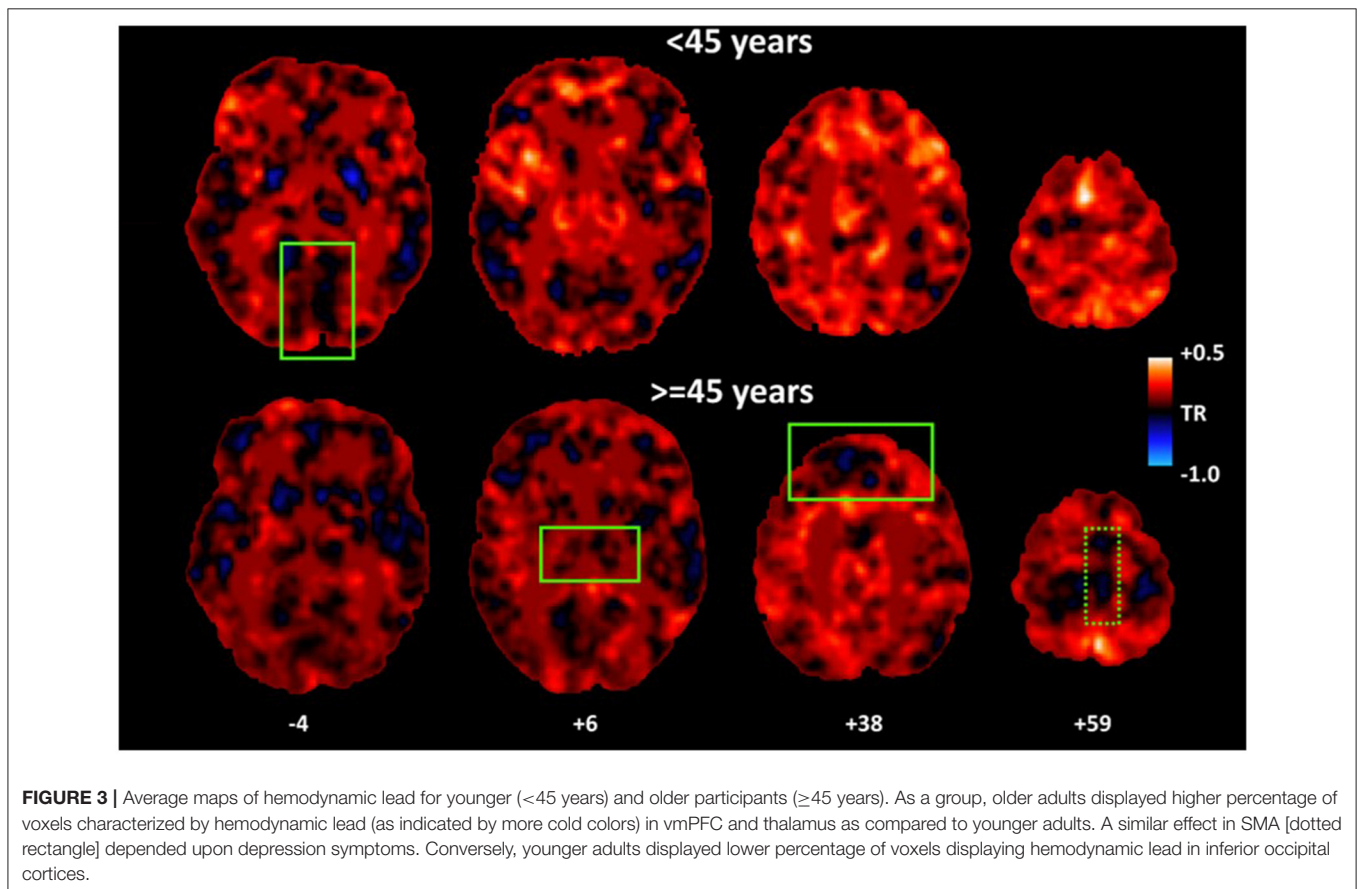 <45 years
+0.5
TR
-1.0
>=45 years
-4
+6
+38
+59
FIGURE 3 | Average maps of hemodynamic lead for younger (<45 years) and older participants (≥45 years). As a group, older adults displayed higher percentage of
voxels characterized by hemodynamic lead (as indicated by more cold colors) in vmPFC and thalamus as compared to younger adults. A similar effect in SMA [dotted
rectangle] depended upon depression symptoms. Conversely, younger adults displayed lower percentage of voxels displaying hemodynamic lead in inferior occipital
cortices.